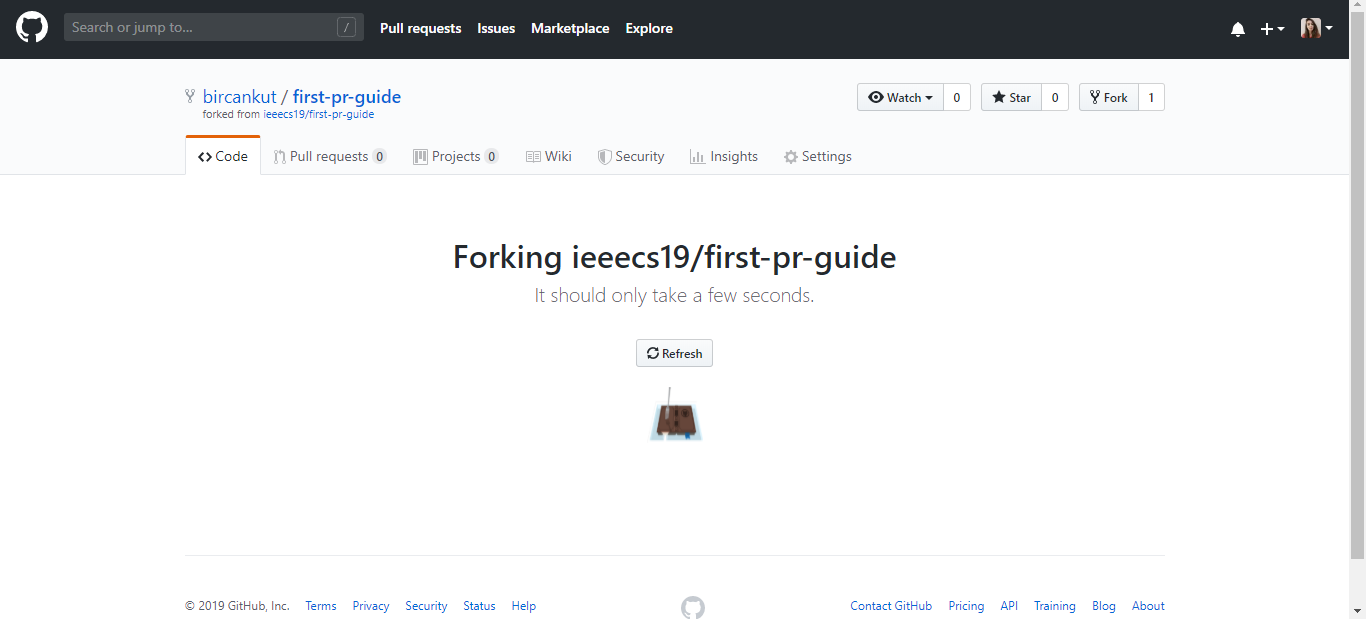 Search or jump to... / Pull requests Issues Marketplace Explore
bircankut / first-pr-guide Watch 0 Star 0 Fork 1
forked from ieeecs19/first-pr-guide
Code Pull requests 0 Projects 0 Wiki Security Insights Settings
Forking ieeecs19/first-pr-guide
It should only take a few seconds.
Refresh
© 2019 GitHub, Inc. Terms Privacy Security Status Help Contact GitHub Pricing API Training Blog About